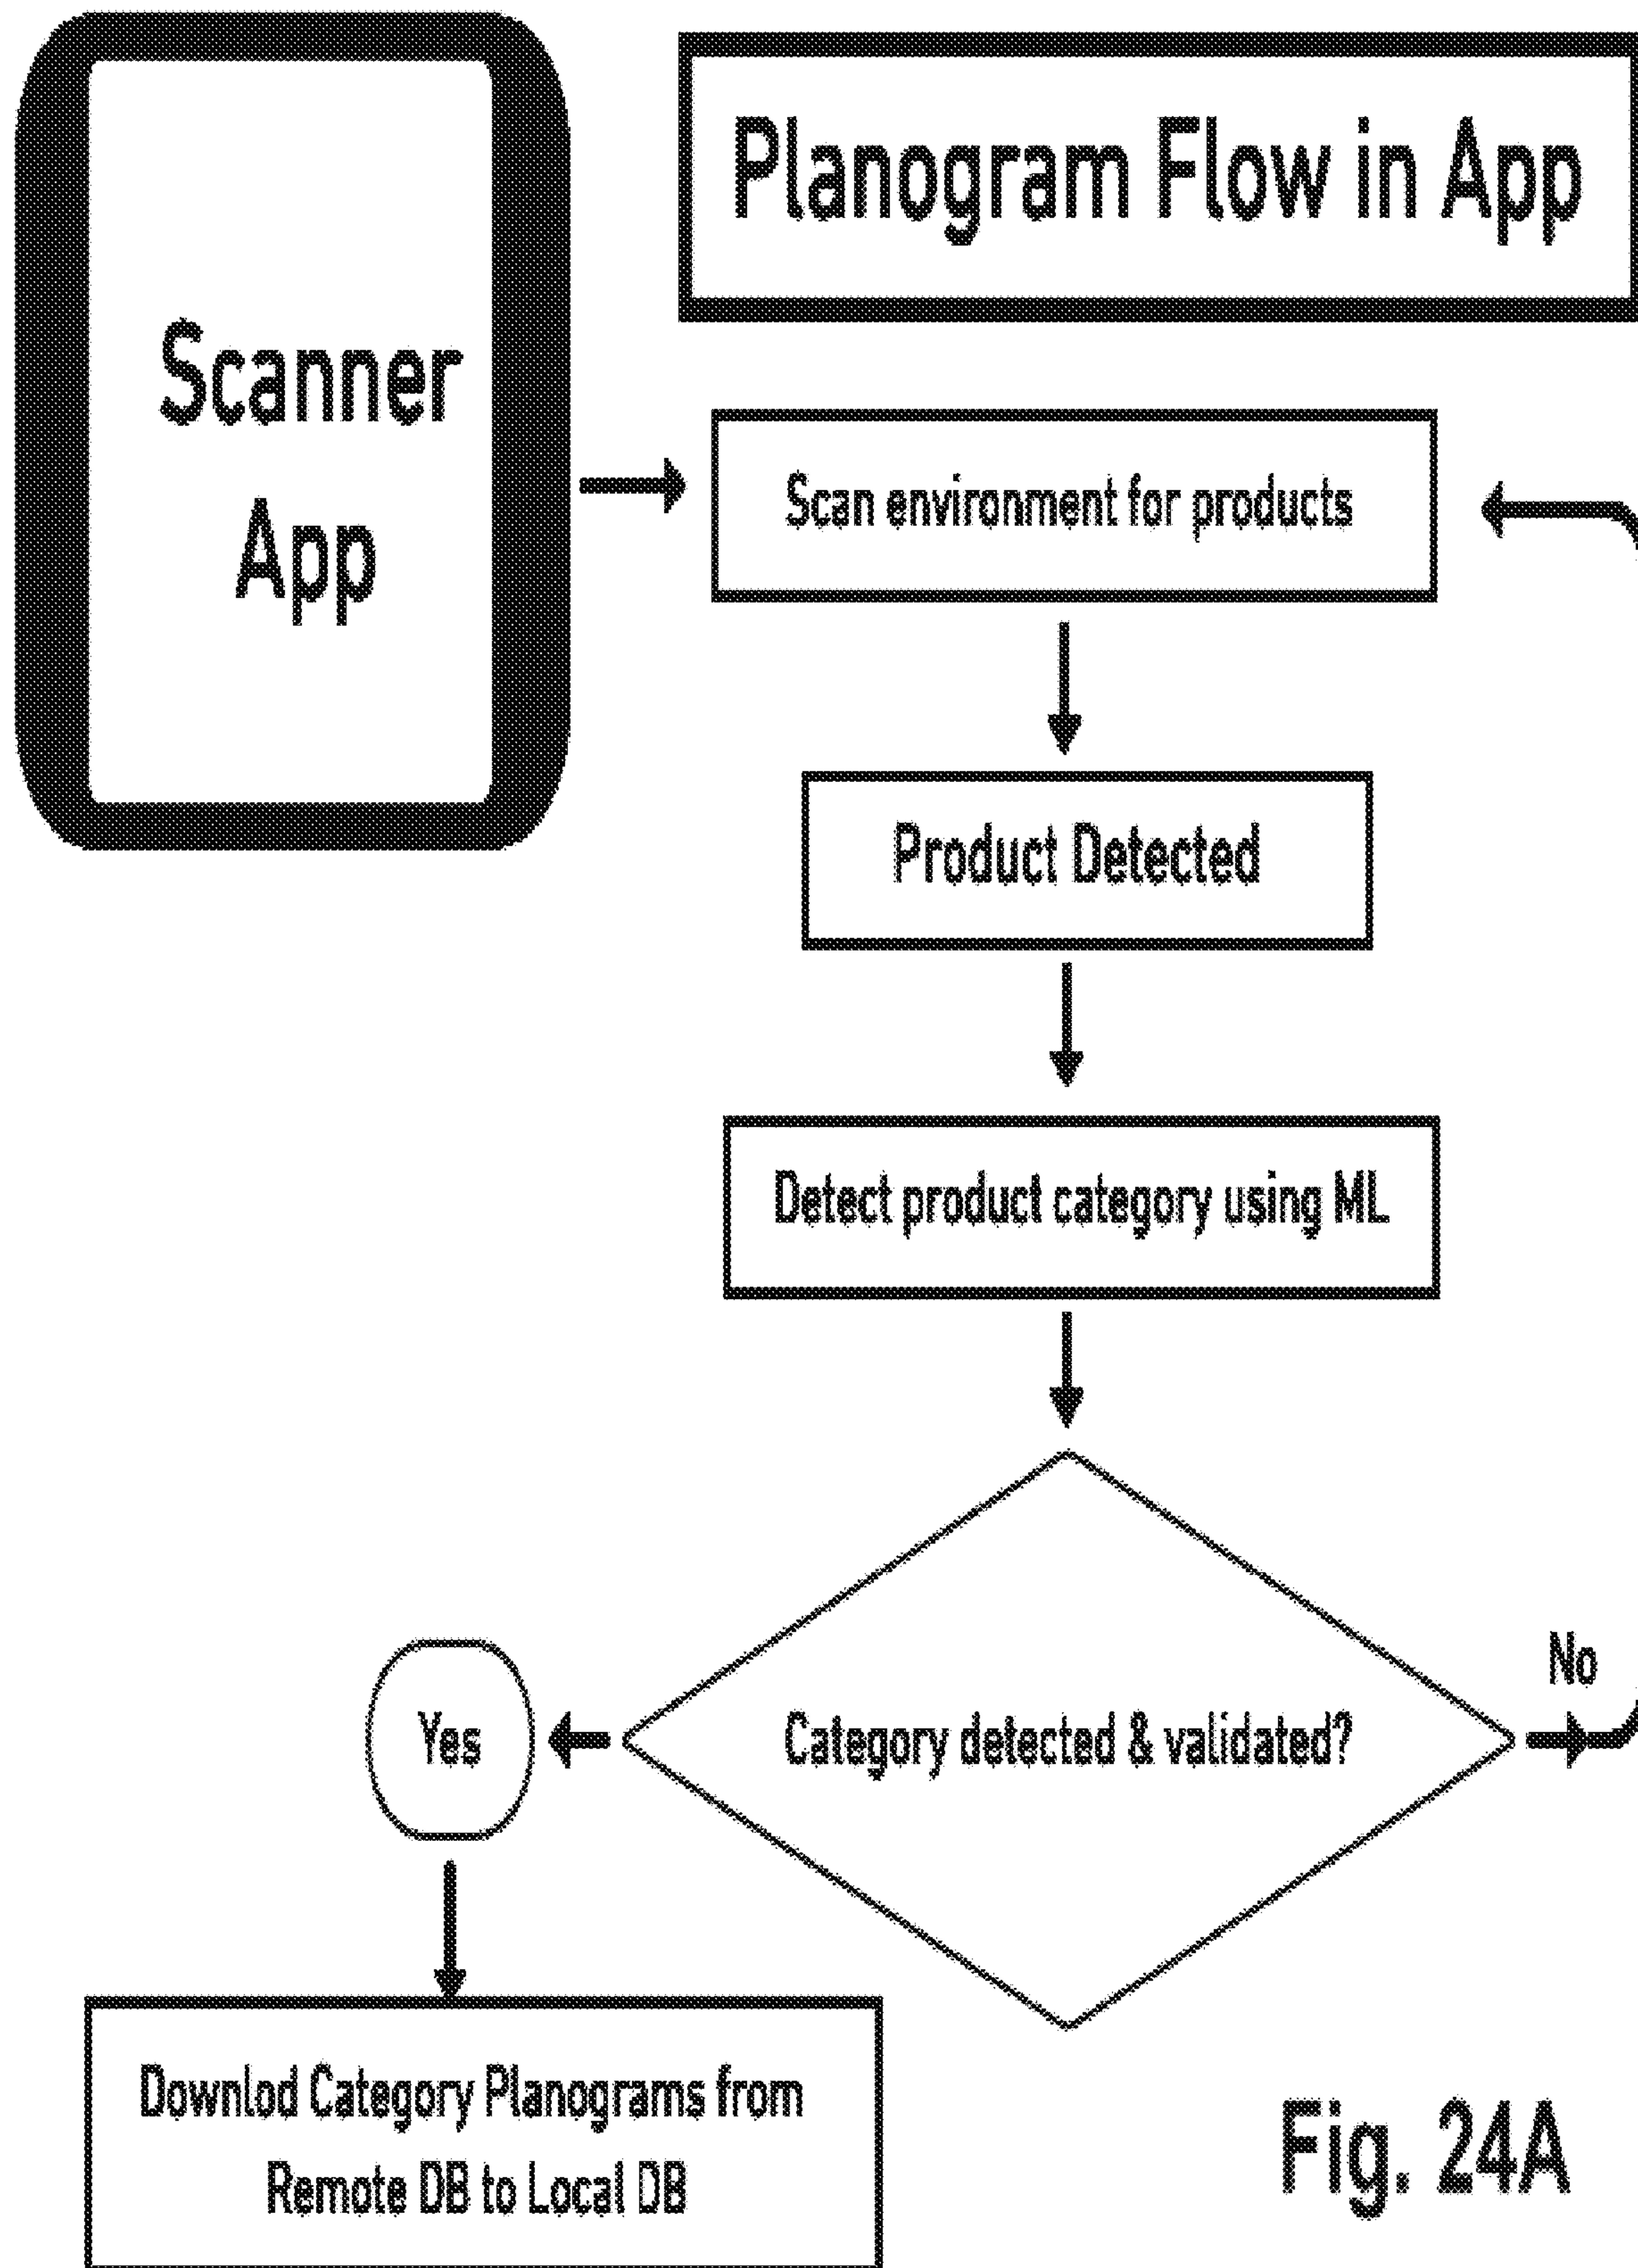 Planogram Flow in App
Scanner
App
Scan environment for products
Product Detected
Detect product category using ML
Category detected & validated?
No
Yes
Downlod Category Planograms from
Remote DB to Local DB
Fig. 24A